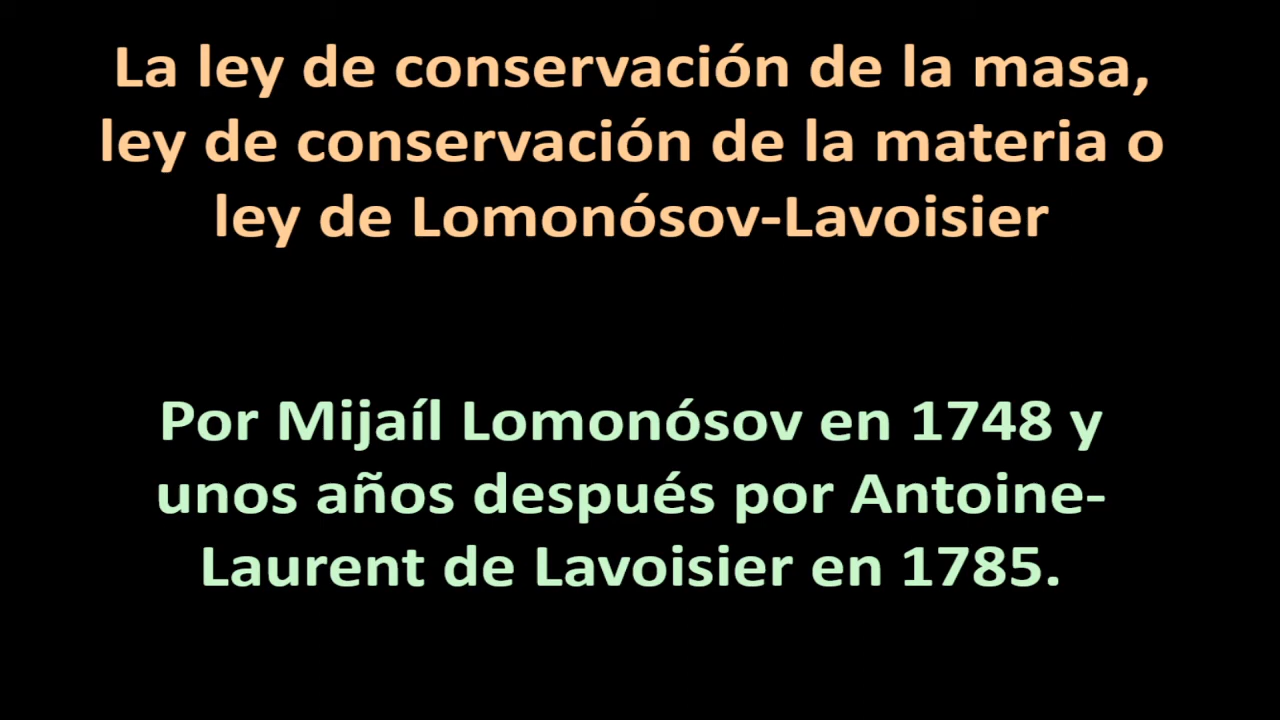 La ley de conservación de la masa,
ley de conservación de la materia o
ley de Lomonósov-Lavoisier
Por Mijaíl Lomonósov en 1748 y
unos años después por Antoine-
Laurent de Lavoisier en 1785.